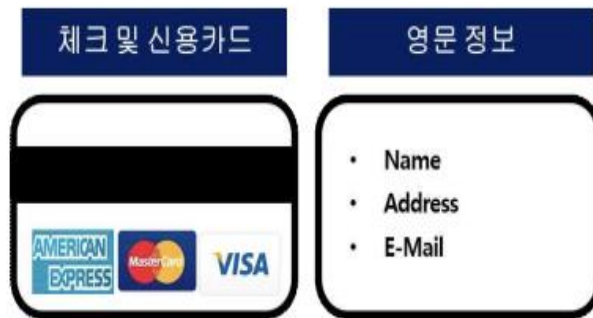 체크 및 신용카드
영문 정보
AMERICAN
EXPRESS
MasterCard
VISA
• Name
• Address
• E-Mail